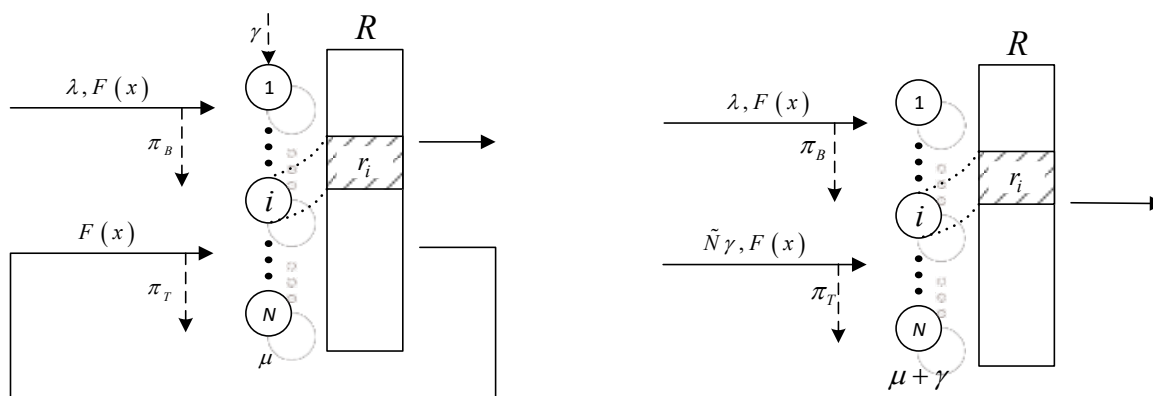 γ
R
1
λ, F(x)
π_B
r_i
i
F(x)
π_T
N
μ
R
1
λ, F(x)
π_B
r_i
i
Ñγ, F(x)
π_T
N
μ + γ